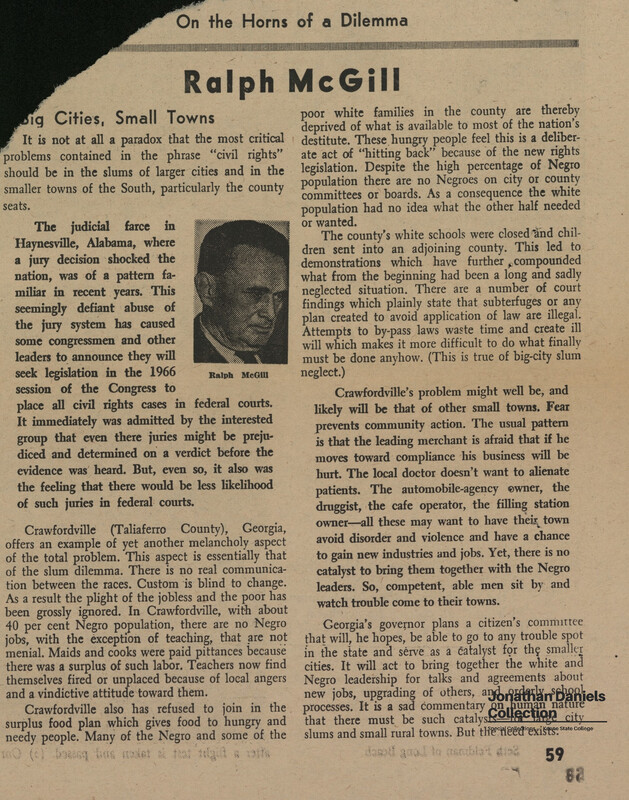 On the Horns of a Dilemma
Ralph McGill
Big Cities, Small Towns
It is not at all a paradox that the most critical
problems contained in the phrase "civil rights"
should be in the slums of larger cities and in the
smaller towns of the South, particularly the county
seats.
The judicial farce in
Haynesville, Alabama, where
a jury decision shocked the
nation, was of a pattern fa-
miliar in recent years. This
seemingly defiant abuse of
the jury system has caused
some congressmen and other
leaders to announce they will
seek legislation in the 1966
session of the Congress to
place all civil rights cases in federal courts.
It immediately was admitted by the interested
group that even there juries might be preju-
diced and determined on a verdict before the
evidence was heard. But, even so, it also was
the feeling that there would be less likelihood
of such juries in federal courts.
Ralph McGill
Crawfordville (Taliaferro County), Georgia,
offers an example of yet another melancholy aspect
of the total problem. This aspect is essentially that
of the slum dilemma. There is no real communica-
tion between the races. Custom is blind to change.
As a result the plight of the jobless and the poor has
been grossly ignored. In Crawfordville, with about
40 per cent Negro population, there are no Negro
jobs, with the exception of teaching, that are not
menial. Maids and cooks were paid pittances because
there was a surplus of such labor. Teachers now find
themselves fired or unplaced because of local angers
and a vindictive attitude toward them.
Crawfordville also has refused to join in the
surplus food plan which gives food to hungry and
needy people. Many of the Negro and some of the
poor white families in the county are thereby
deprived of what is available to most of the nation's
destitute. These hungry people feel this is a deliber-
ate act of "hitting back" because of the new rights
legislation. Despite the high percentage of Negro
population there are no Negroes on city or county
committees or boards. As a consequence the white
population had no idea what the other half needed
or wanted.
The county's white schools were closed and chil-
dren sent into an adjoining county. This led to
demonstrations which have further compounded
what from the beginning had been a long and sadly
neglected situation. There are a number of court
findings which plainly state that subterfuges or any
plan created to avoid application of law are illegal.
Attempts to by-pass laws waste time and create ill
will which makes it more difficult to do what finally
must be done anyhow. (This is true of big-city slum
neglect.)
Crawfordville's problem might well be, and
likely will be that of other small towns. Fear
prevents community action. The usual pattern
is that the leading merchant is afraid that if he
moves toward compliance his business will be
hurt. The local doctor doesn't want to alienate
patients. The automobile-agency owner, the
druggist, the cafe operator, the filling station
owner—all these may want to have their town
avoid disorder and violence and have a chance
to gain new industries and jobs. Yet, there is no
catalyst to bring them together with the Negro
leaders. So, competent, able men sit by and
watch trouble come to their towns.
Georgia's governor plans a citizen's committee
that will, he hopes, be able to go to any trouble spot
in the state and serve as a catalyst for the smaller
cities. It will act to bring together the white and
Negro leadership for talks and agreements about
new jobs, upgrading of others, and orderly school
processes. It is a sad commentary on human nature
that there must be such catalysts large city
slums and small rural towns. But the need exists.
Jonathan Daniels
Collection
State College
59